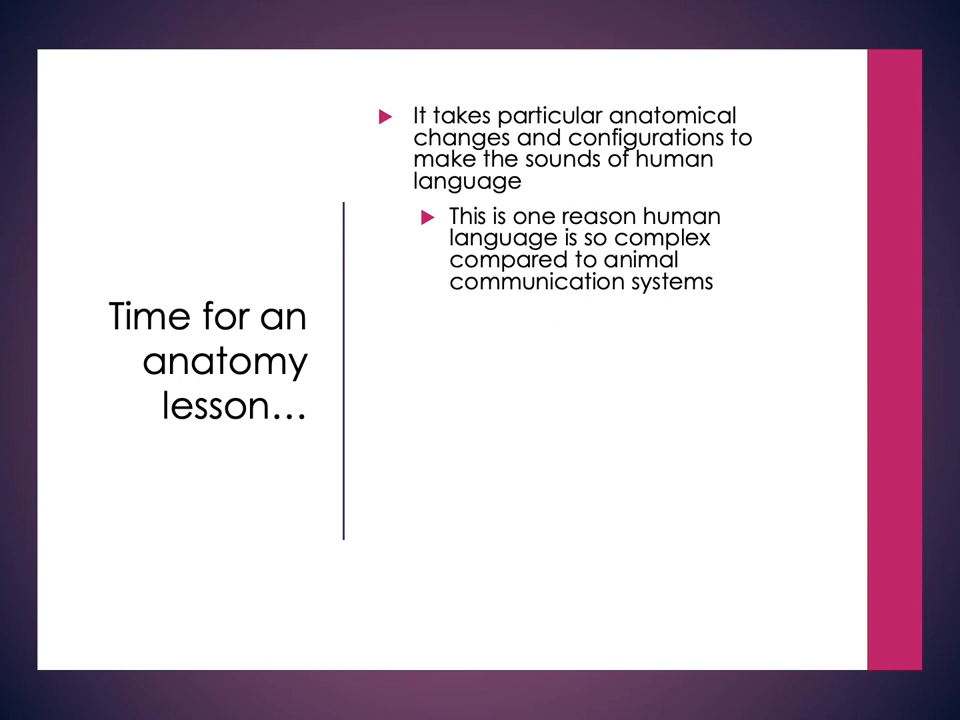 Time for an
anatomy
lesson…
It takes particular anatomical
changes and configurations to
make the sounds of human
language
This is one reason human
language is so complex
compared to animal
communication systems